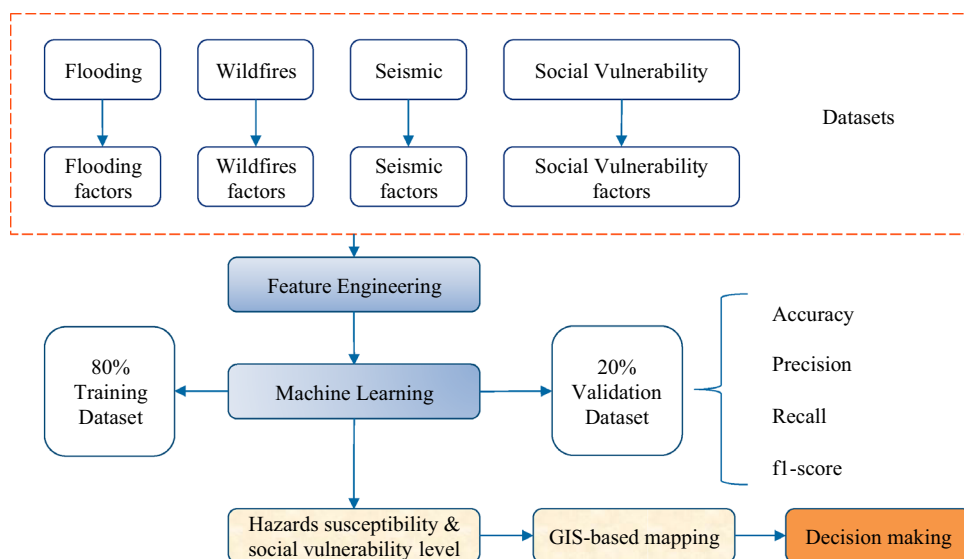 Flooding
Wildfires
Seismic
Social Vulnerability
Datasets
Flooding
factors
Wildfires
factors
Seismic
factors
Social Vulnerability
factors
Feature Engineering
80%
Training
Dataset
Machine Learning
20%
Validation
Dataset
Accuracy
Precision
Recall
f1-score
Hazards susceptibility &
social vulnerability level
GIS-based mapping
Decision making